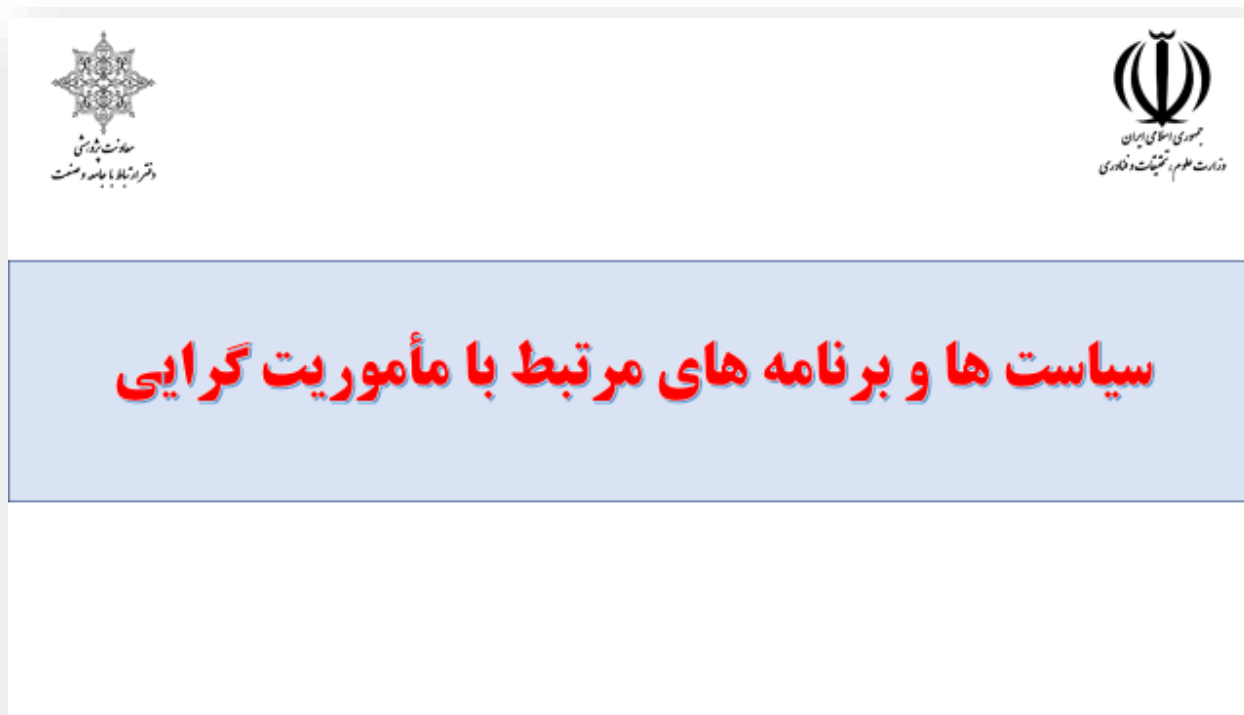 جمهوری اسلامی ایران
وزارت علوم، تحقیقات و فناوری
معاونت پژوهشی
دفتر ارتباط با جامعه و صنعت
سیاست ها و برنامه های مرتبط با مأموریت گرایی